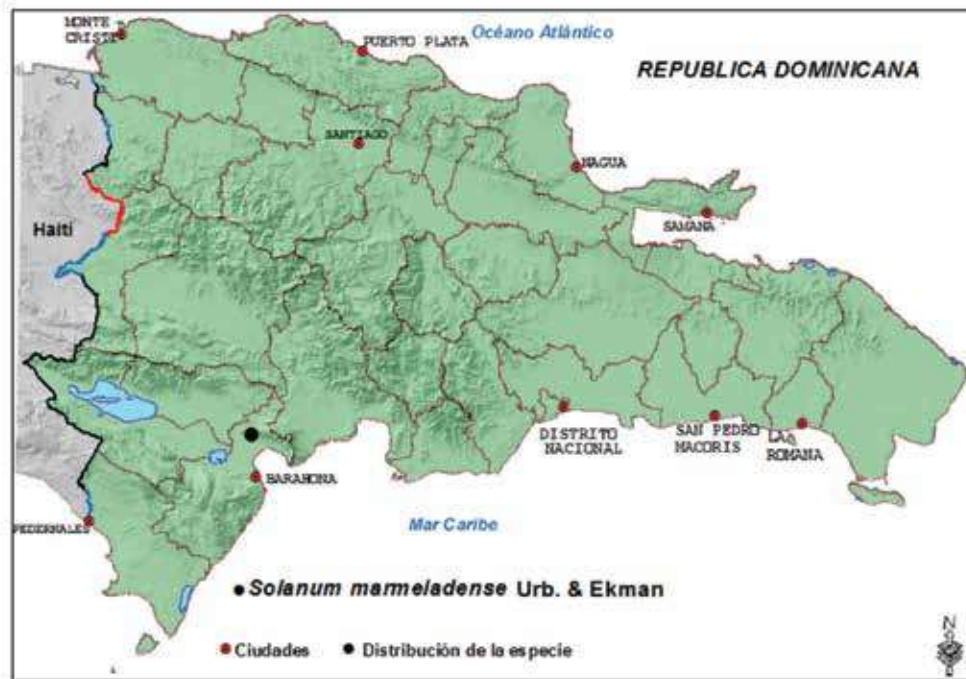 MONTE
CRISTI
PUERTO PLATA
Océano Atlántico
REPUBLICA DOMINICANA
SANTIAGO
NAGUA
SAMANA
Haití
DISTRITO
NACIONAL
SAN PEDRO
MACORIS
LA
ROMANA
BARAHONA
PEDERNALES
Mar Caribe
Solanum marmeladense Urb. & Ekman
Ciudades
Distribución de la especie
N